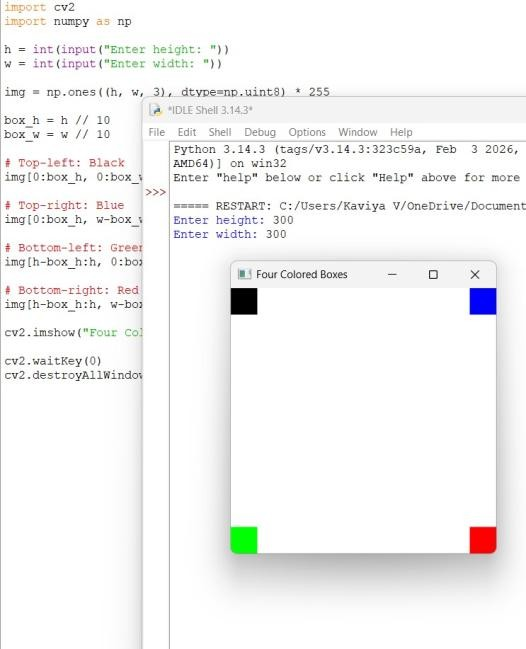 import cv2
import numpy as np
h = int(input("Enter height: "))
w = int(input("Enter width: "))
img = np.ones((h, w, 3), dtype=np.uint8) * 255
box_h = h // 10
box_w = w // 10
# Top-left: Black
img[0:box_h, 0:box_w
# Top-right: Blue
img[0:box_h, w-box_w
# Bottom-left: Green
img[h-box_h:h, 0:box
# Bottom-right: Red
img[h-box_h:h, w-box
cv2.imshow("Four Col
cv2.waitKey(0)
cv2.destroyAllWindow
*IDLE Shell 3.14.3*
File Edit Shell Debug Options Window Help
Python 3.14.3 (tags/v3.14.3:323c59a, Feb 3 2026,
AMD64)] on win32
Enter "help" below or click "Help" above for more
>>>
===== RESTART: C:/Users/Kaviya V/OneDrive/Document
Enter height: 300
Enter width: 300
Four Colored Boxes